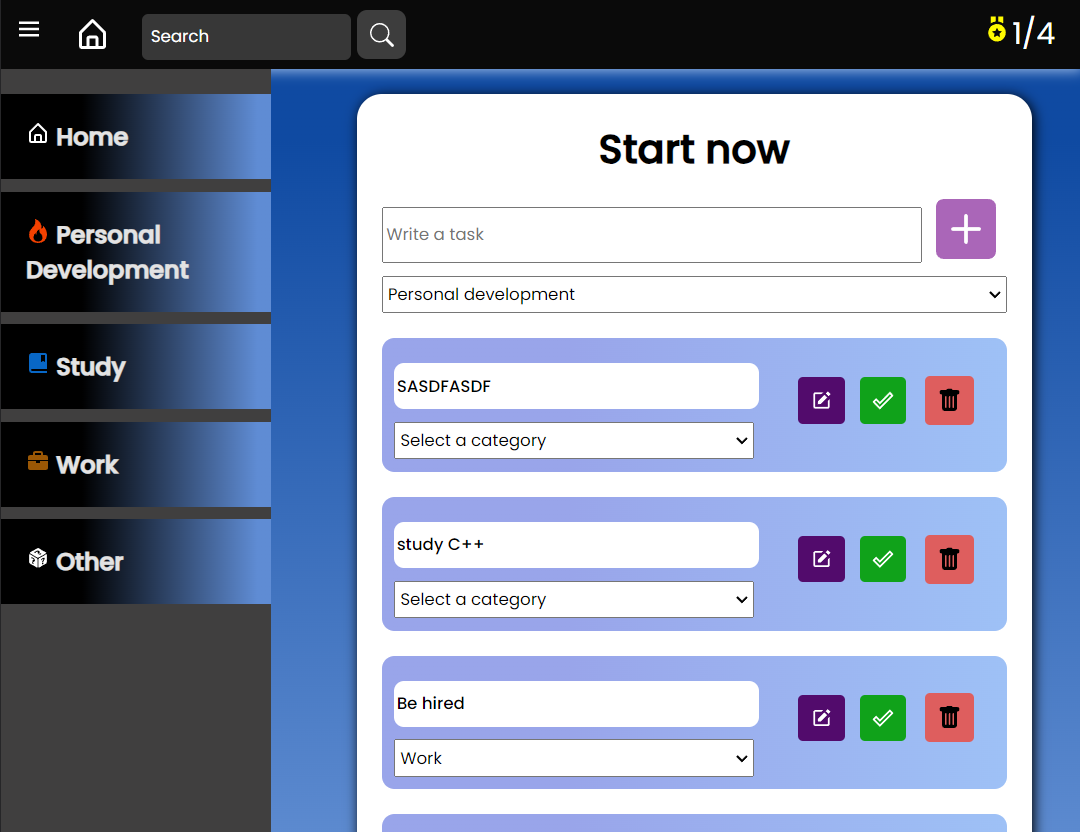 Search
1/4
Home
Personal
Development
Study
Work
Other
Start now
Write a task
Personal development
SASDFASDF
Select a category
study C++
Select a category
Be hired
Work